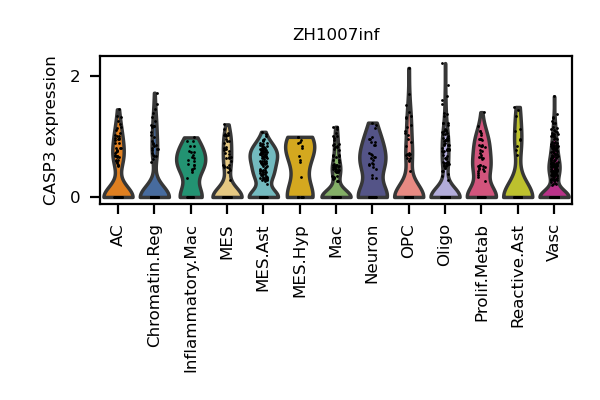 ZH1007inf
CASP3 expression
2
0
AC
Chromatin.Reg
Inflammatory.Mac
MES
MES.Ast
MES.Hyp
Mac
Neuron
OPC
Oligo
Prolif.Metab
Reactive.Ast
Vasc